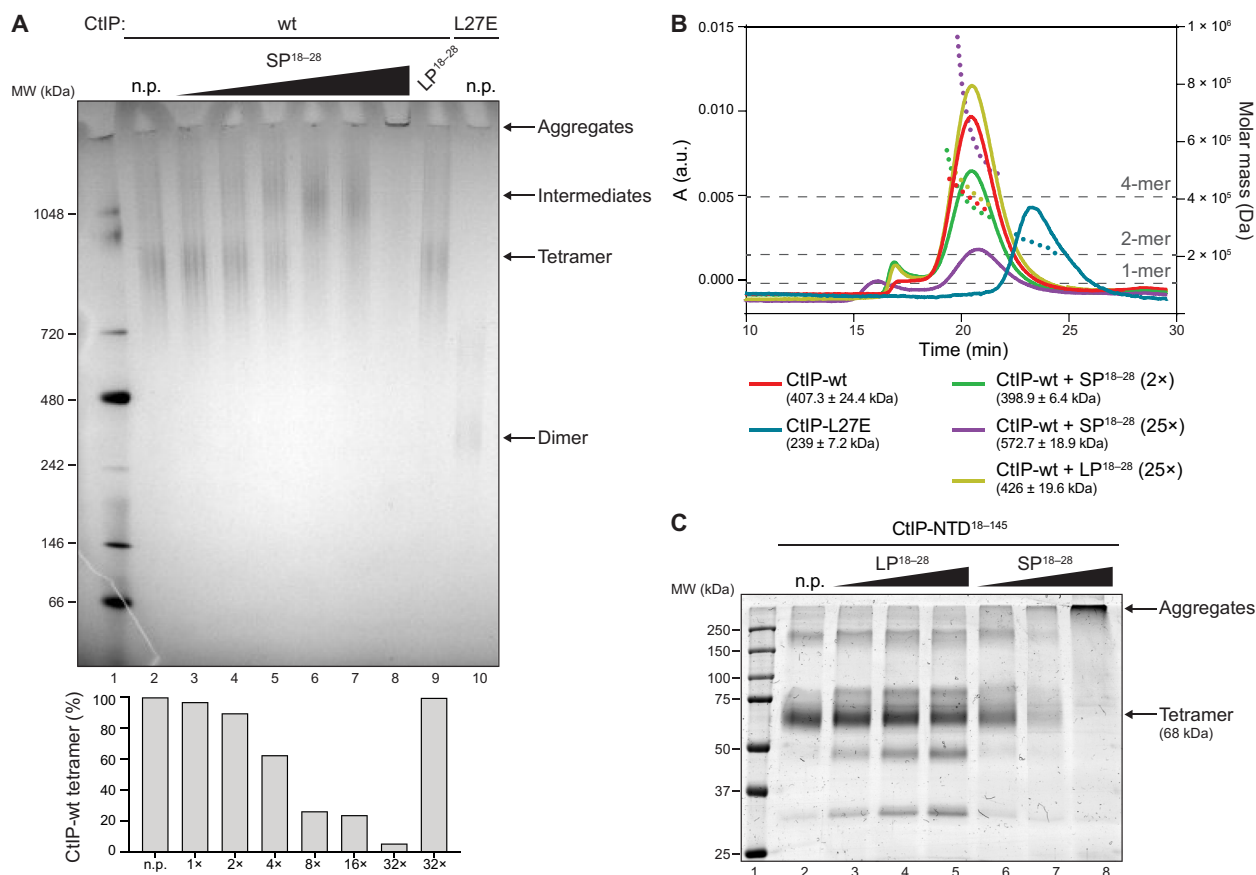 A
CtIP:
wt
L27E
SP18–28
LP18–28
n.p.
n.p.
MW (kDa)
Aggregates
Intermediates
1048
Tetramer
720
480
Dimer
242
146
66
1 2 3 4 5 6 7 8 9 10
CtIP-wt tetramer (%)
100
80
60
40
20
0
n.p. 1× 2× 4× 8× 16× 32× 32×
B
A (a.u.)
0.015
0.010
0.005
0.000
Molar mass (Da)
1 × 10⁶
8 × 10⁵
6 × 10⁵
4 × 10⁵
2 × 10⁵
4-mer
2-mer
1-mer
10 15 20 25 30
Time (min)
CtIP-wt
(407.3 ± 24.4 kDa)
CtIP-L27E
(239 ± 7.2 kDa)
CtIP-wt + SP18–28 (2×)
(398.9 ± 6.4 kDa)
CtIP-wt + SP18–28 (25×)
(572.7 ± 18.9 kDa)
CtIP-wt + LP18–28 (25×)
(426 ± 19.6 kDa)
C
CtIP-NTD18–145
LP18–28
SP18–28
n.p.
MW (kDa)
Aggregates
250
150
100
75
Tetramer
(68 kDa)
50
37
25
1 2 3 4 5 6 7 8